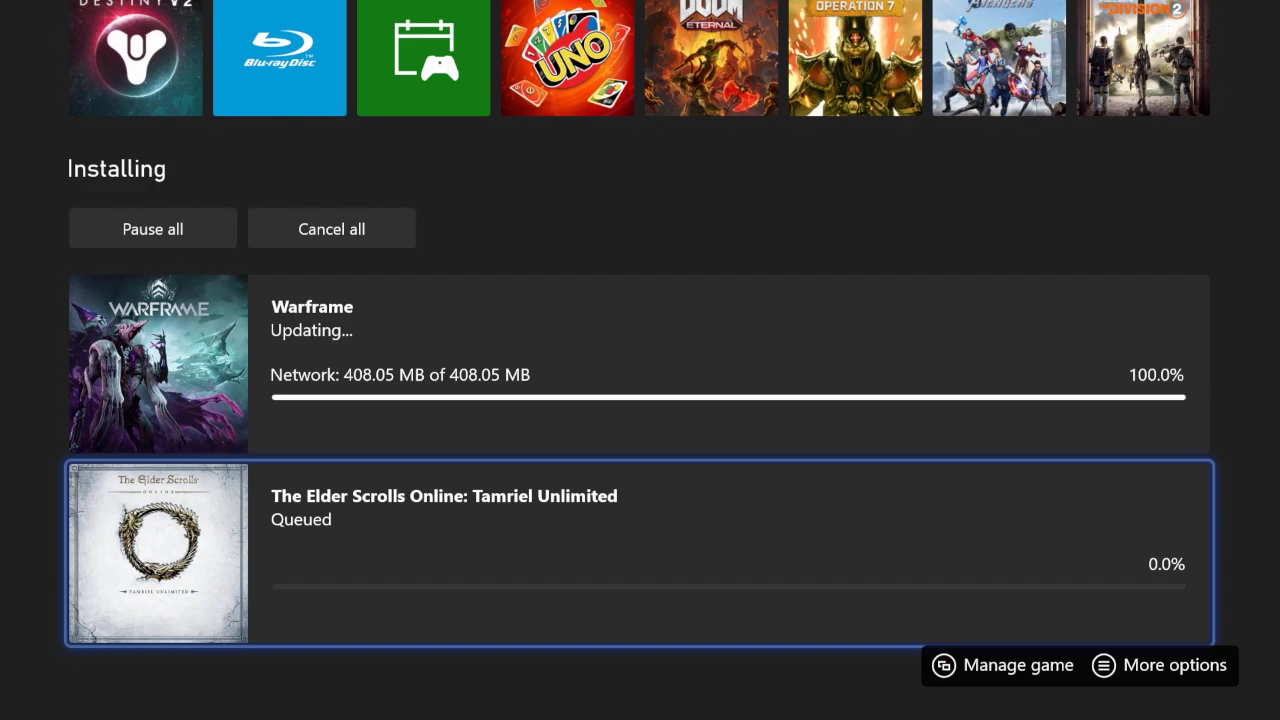 DESTINY V2
Blu-ray Disc
UNO
DOOM
ETERNAL
OPERATION 7
AVENGERS
THE DIVISION 2
Installing
Pause all
Cancel all
WARFRAME
Warframe
Updating...
Network: 408.05 MB of 408.05 MB
100.0%
The Elder Scrolls
ONLINE
TAMRIEL UNLIMITED
The Elder Scrolls Online: Tamriel Unlimited
Queued
0.0%
Manage game
More options